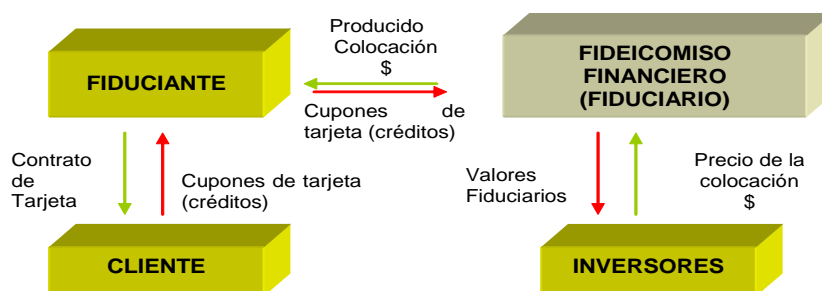 Producido
Colocación
$
FIDUCIANTE
FIDEICOMISO
FINANCIERO
(FIDUCIARIO)
Cupones de
tarjeta (créditos)
Contrato
de
Tarjeta
Cupones de tarjeta
(créditos)
Valores
Fiduciarios
Precio de la
colocación
$
CLIENTE
INVERSORES